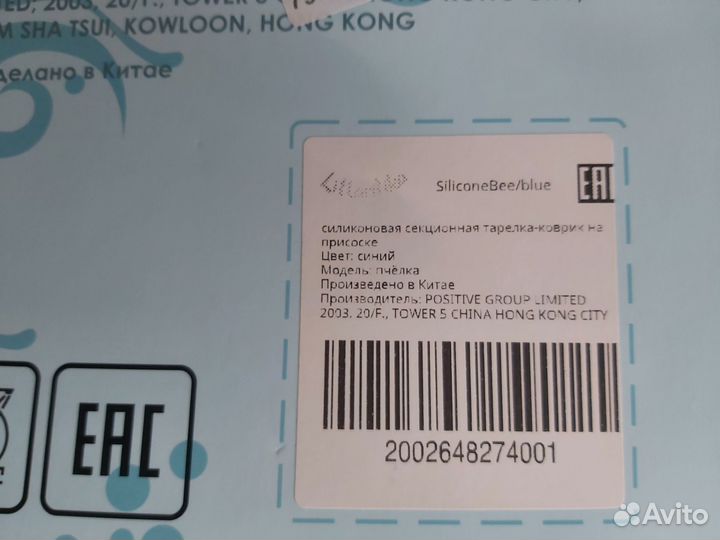 TED, 2003, 20/F., TOWER 5
M SHA TSUI, KOWLOON, HONG KONG
делано в Китае
SiliconeBee/blue
EAC
силиконовая секционная тарелка-коврик на
присоске
Цвет: синий
Модель: пчёлка
Произведено в Китае
Производитель: POSITIVE GROUP LIMITED
2003, 20/F., TOWER 5 CHINA HONG KONG CITY
2002648274001
EAC
Avito